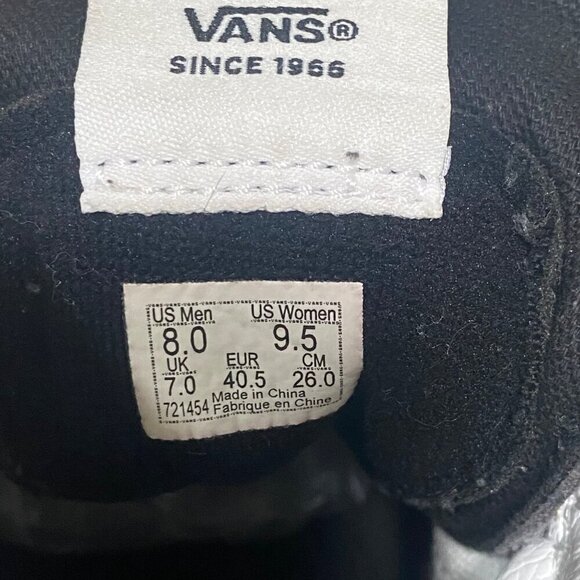 VANS®
SINCE 1966
US Men US Women
8.0 9.5
UK EUR CM
7.0 40.5 26.0
Made in China
721454 Fabrique en Chine